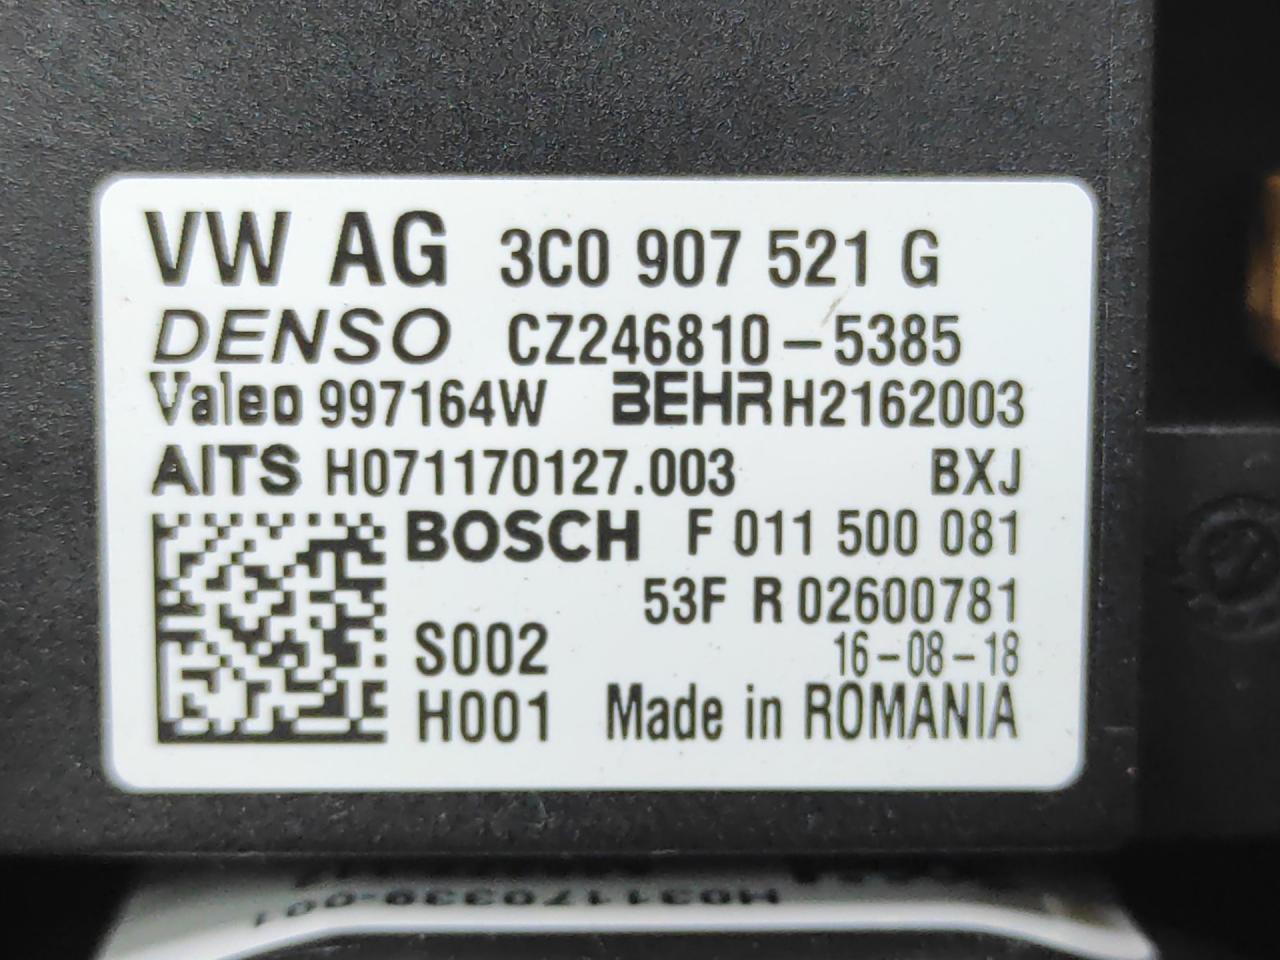 VW AG 3C0 907 521 G
DENSO CZ246810-5385
Valeo 997164W BEHR H2162003
AITS H071170127.003 BXJ
BOSCH F 011 500 081
53F R 02600781
S002 16-08-18
H001 Made in ROMANIA